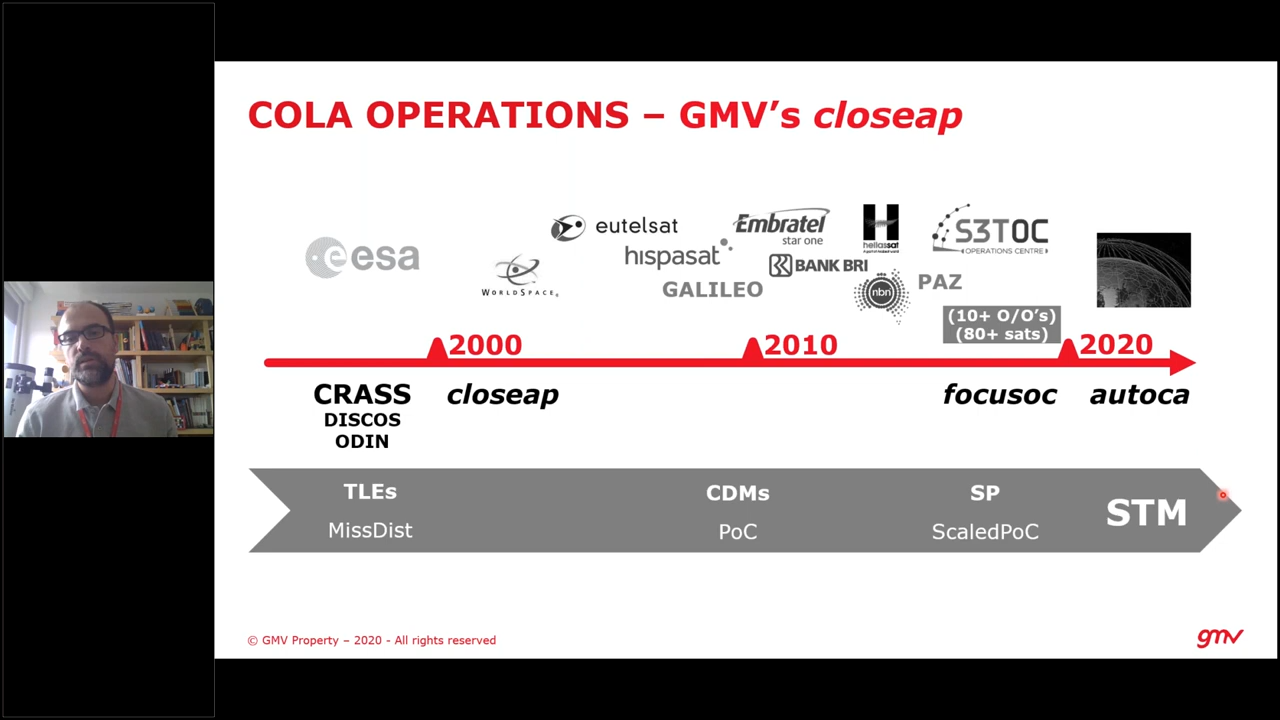 COLA OPERATIONS – GMV's closeap
esa
WORLDSPACE
eutelsat
hispasat
GALILEO
Embratel
star one
BANK BRI
H
hellassat
nbn
S3TOC
OPERATIONS CENTRE
PAZ
(10+ O/O's)
(80+ sats)
2000
2010
2020
CRASS
DISCOS
ODIN
closeap
focusoc
autoca
TLEs
MissDist
CDMs
PoC
SP
ScaledPoC
STM
© GMV Property – 2020 - All rights reserved
gmv